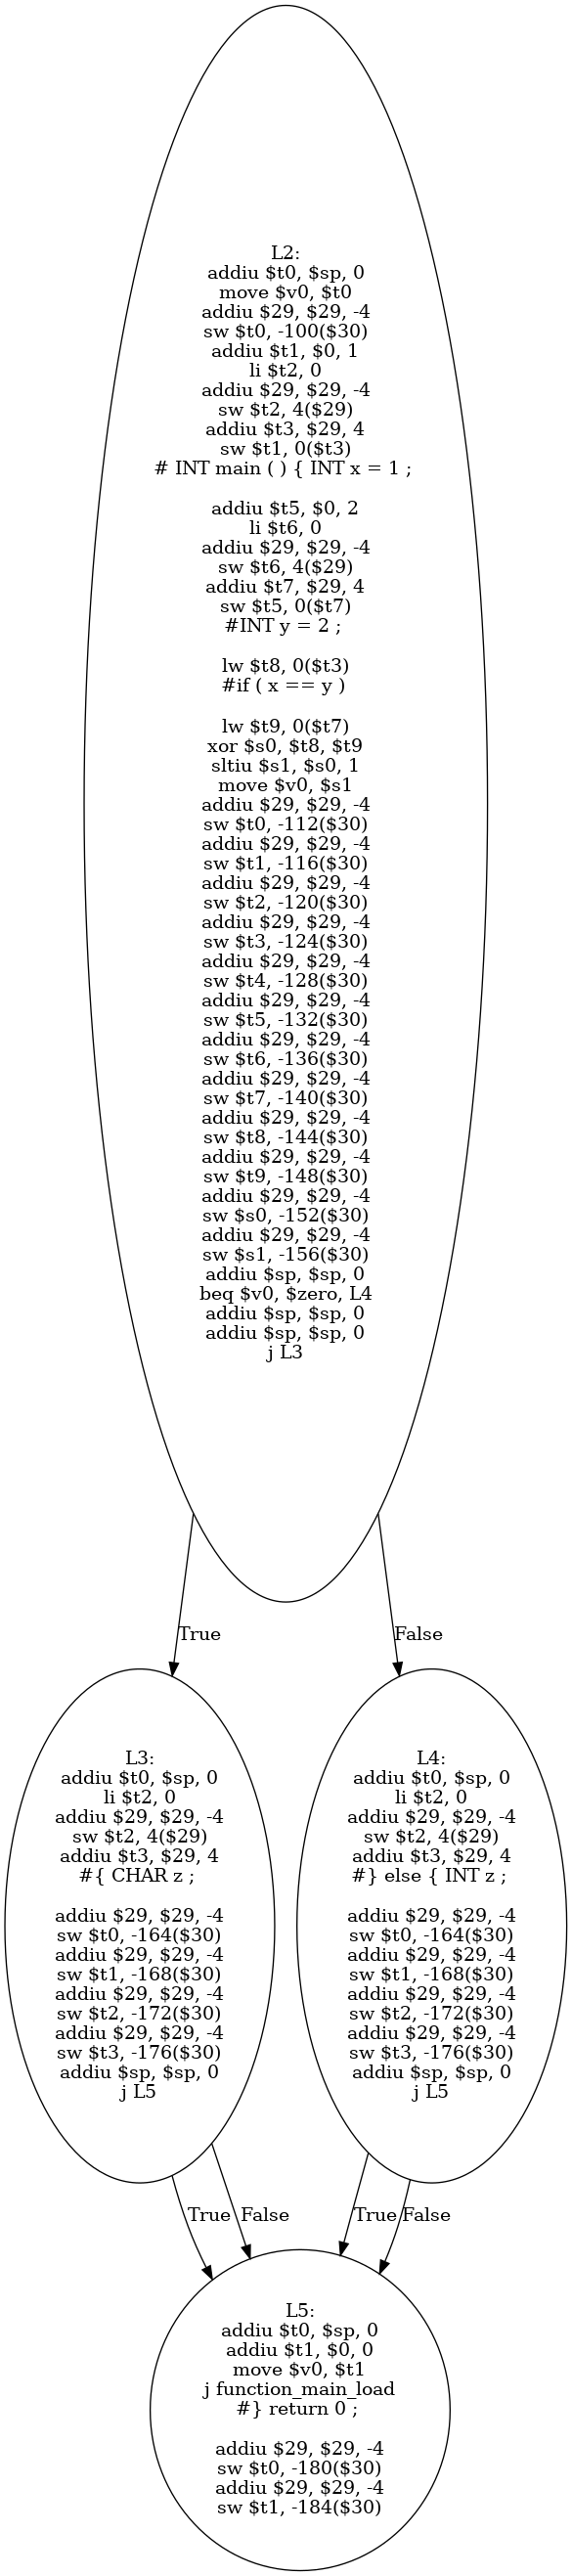 L2:
addiu $t0, $sp, 0
move $v0, $t0
addiu $29, $29, -4
sw $t0, -100($30)
addiu $t1, $0, 1
li $t2, 0
addiu $29, $29, -4
sw $t2, 4($29)
addiu $t3, $29, 4
sw $t1, 0($t3)
# INT main ( ) { INT x = 1 ;
addiu $t5, $0, 2
li $t6, 0
addiu $29, $29, -4
sw $t6, 4($29)
addiu $t7, $29, 4
sw $t5, 0($t7)
#INT y = 2 ;
lw $t8, 0($t3)
#if ( x == y )
lw $t9, 0($t7)
xor $s0, $t8, $t9
sltiu $s1, $s0, 1
move $v0, $s1
addiu $29, $29, -4
sw $t0, -112($30)
addiu $29, $29, -4
sw $t1, -116($30)
addiu $29, $29, -4
sw $t2, -120($30)
addiu $29, $29, -4
sw $t3, -124($30)
addiu $29, $29, -4
sw $t4, -128($30)
addiu $29, $29, -4
sw $t5, -132($30)
addiu $29, $29, -4
sw $t6, -136($30)
addiu $29, $29, -4
sw $t7, -140($30)
addiu $29, $29, -4
sw $t8, -144($30)
addiu $29, $29, -4
sw $t9, -148($30)
addiu $29, $29, -4
sw $s0, -152($30)
addiu $29, $29, -4
sw $s1, -156($30)
addiu $sp, $sp, 0
beq $v0, $zero, L4
addiu $sp, $sp, 0
addiu $sp, $sp, 0
j L3
True
False
L3:
addiu $t0, $sp, 0
li $t2, 0
addiu $29, $29, -4
sw $t2, 4($29)
addiu $t3, $29, 4
#{ CHAR z ;
addiu $29, $29, -4
sw $t0, -164($30)
addiu $29, $29, -4
sw $t1, -168($30)
addiu $29, $29, -4
sw $t2, -172($30)
addiu $29, $29, -4
sw $t3, -176($30)
addiu $sp, $sp, 0
j L5
L4:
addiu $t0, $sp, 0
li $t2, 0
addiu $29, $29, -4
sw $t2, 4($29)
addiu $t3, $29, 4
#} else { INT z ;
addiu $29, $29, -4
sw $t0, -164($30)
addiu $29, $29, -4
sw $t1, -168($30)
addiu $29, $29, -4
sw $t2, -172($30)
addiu $29, $29, -4
sw $t3, -176($30)
addiu $sp, $sp, 0
j L5
True
False
True
False
L5:
addiu $t0, $sp, 0
addiu $t1, $0, 0
move $v0, $t1
j function_main_load
#} return 0 ;
addiu $29, $29, -4
sw $t0, -180($30)
addiu $29, $29, -4
sw $t1, -184($30)